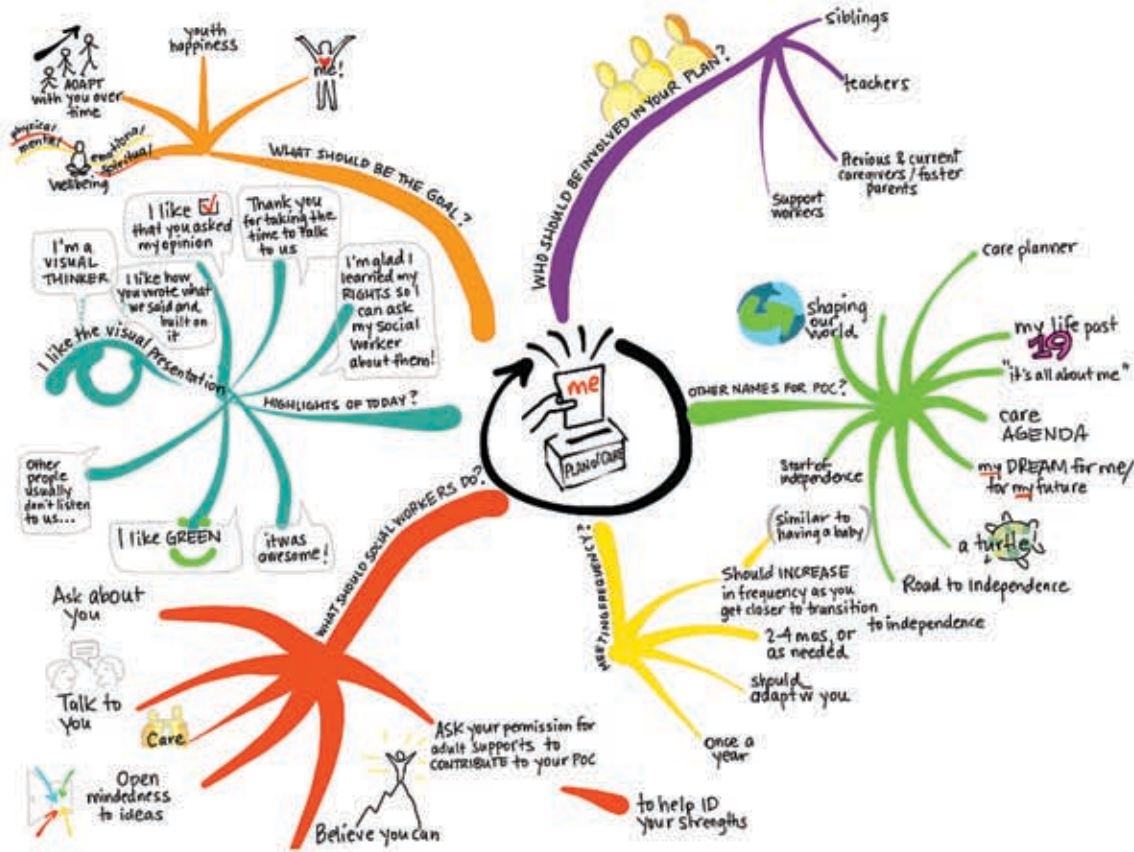 me
PLAN of CARE
WHAT SHOULD BE THE GOAL?
youth
happiness
me!
ADAPT
with you over
time
physical
mental
emotional
spiritual
wellbeing
WHO SHOULD BE INVOLVED IN YOUR PLAN?
siblings
teachers
Previous & current
caregivers/foster
parents
Support
workers
OTHER NAMES FOR POC?
care planner
shaping
our
world
my life past
19
"it's all about me"
care
AGENDA
my DREAM for me/
for my future
a turtle!
Road to Independence
Start of
independence
MEETING FREQUENCY?
(similar to
having a baby)
Should INCREASE
in frequency as you
get closer to transition
to independence
2-4 mos, or
as needed
should
adapt w you
Once a
year
WHAT SHOULD SOCIAL WORKERS DO?
Ask about
you
Talk to
you
Care
Open
mindedness
to ideas
Believe you can
ASK your permission for
adult supports to
CONTRIBUTE to your POC
to help ID
your strengths
HIGHLIGHTS OF TODAY?
I like
that you asked
my opinion
Thank you
for taking the
time to talk
to us
I'm a
VISUAL
THINKER
I like how
you wrote what
we said and
built on
it
I'm glad I
learned my
RIGHTS so I
can ask
my social
worker
about them!
I like the visual presentation
Other
people
usually
don't listen
to us...
I like GREEN
it was
awesome!